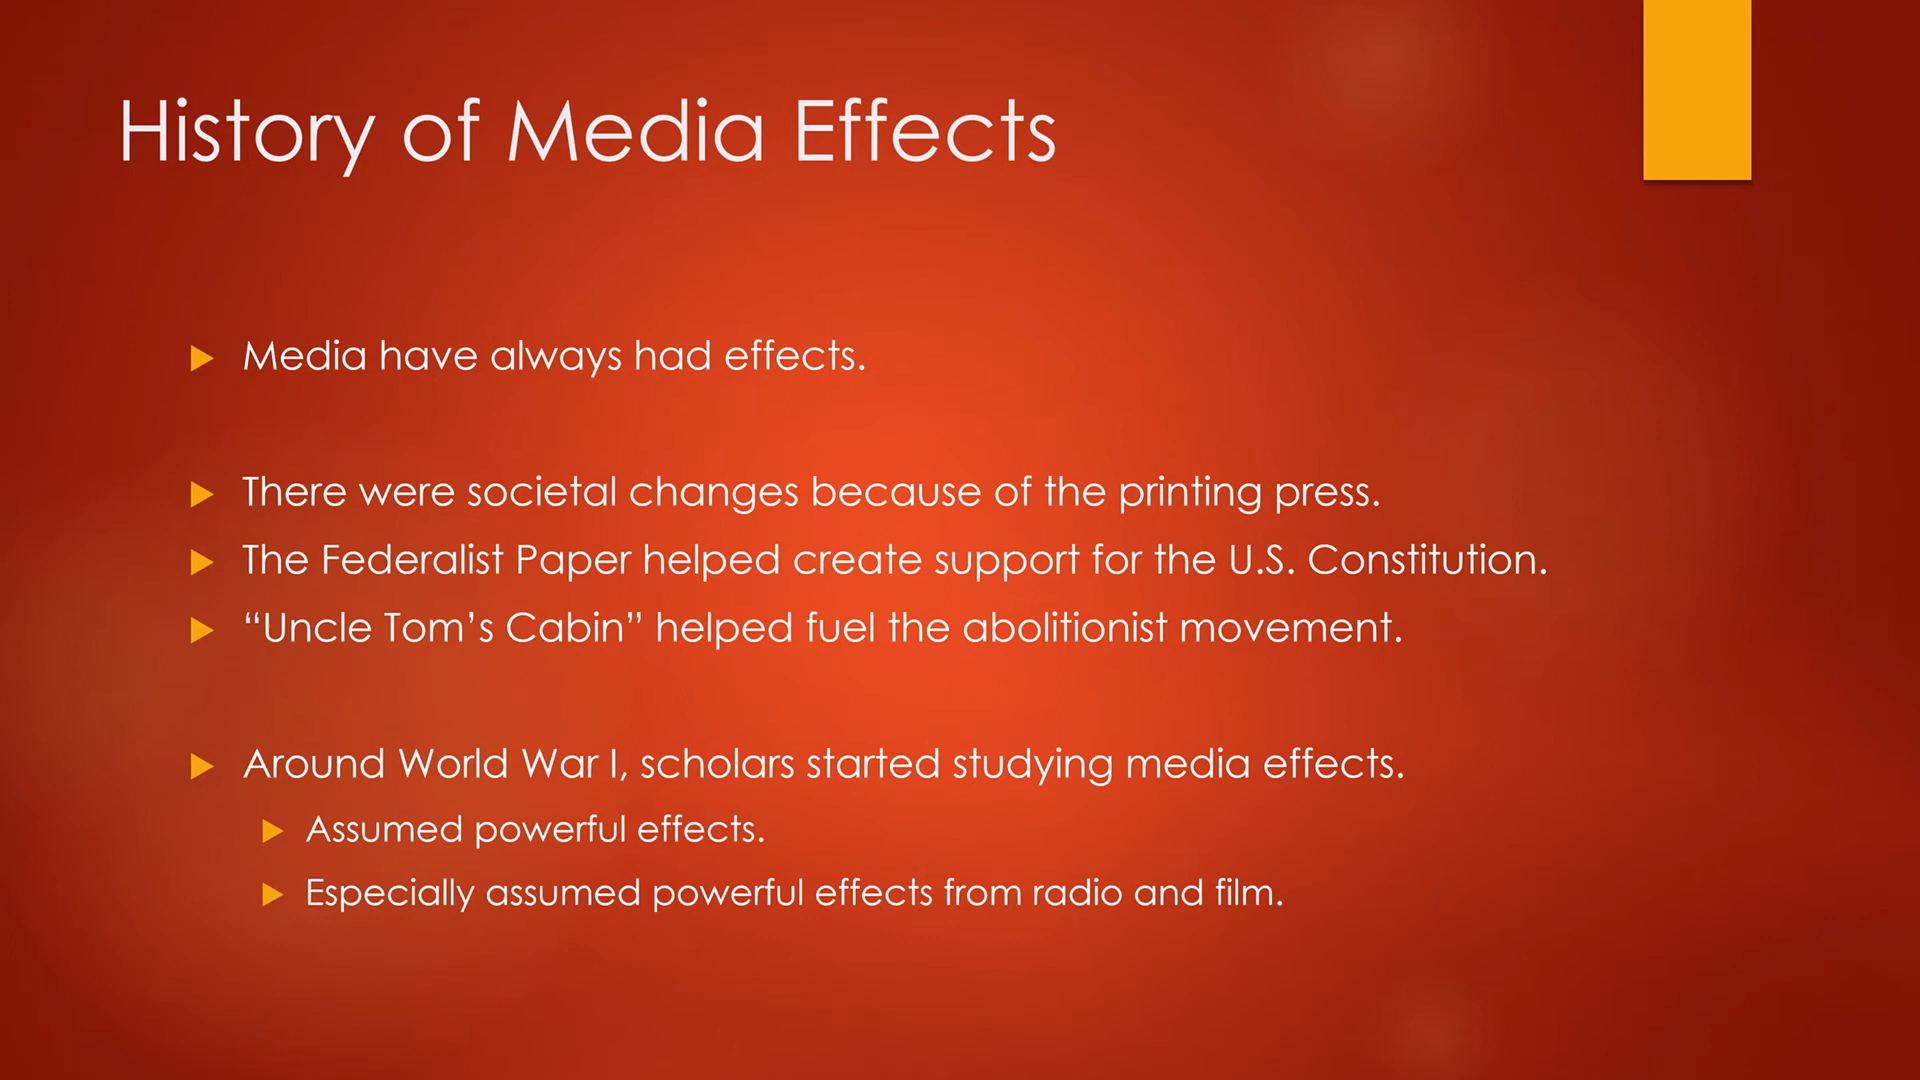 History of Media Effects
Media have always had effects.
There were societal changes because of the printing press.
The Federalist Paper helped create support for the U.S. Constitution.
“Uncle Tom’s Cabin” helped fuel the abolitionist movement.
Around World War I, scholars started studying media effects.
Assumed powerful effects.
Especially assumed powerful effects from radio and film.